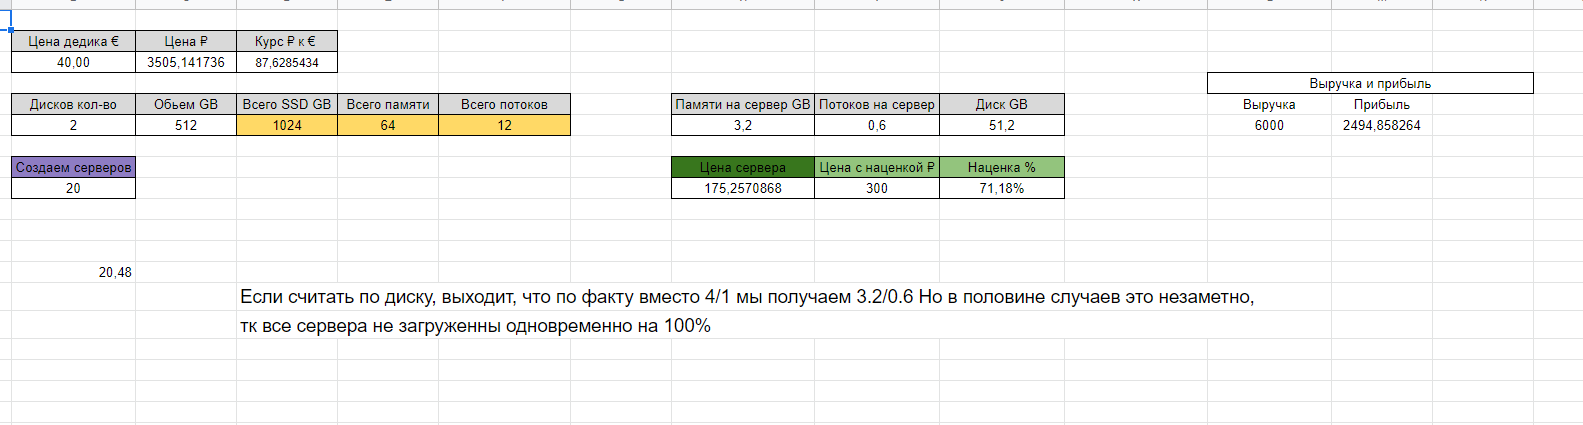 Цена дедика € Цена ₽ Курс ₽ к €
40,00 3505,141736 87,6285434
Выручка и прибыль
Дисков кол-во Обьем GB Всего SSD GB Всего памяти Всего потоков Памяти на сервер GB Потоков на сервер Диск GB Выручка Прибыль
2 512 1024 64 12 3,2 0,6 51,2 6000 2494,858264
Создаем серверов Цена сервера Цена с наценкой ₽ Наценка %
20 175,2570868 300 71,18%
20,48
Если считать по диску, выходит, что по факту вместо 4/1 мы получаем 3.2/0.6 Но в половине случаев это незаметно,
тк все сервера не загруженны одновременно на 100%